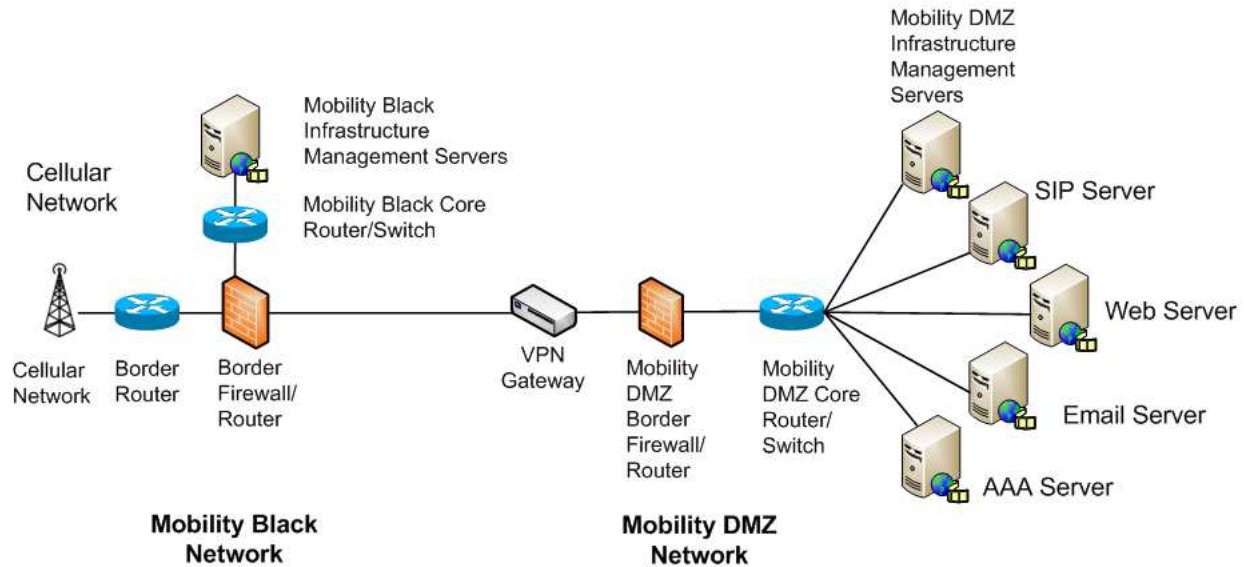 Mobility DMZ
Infrastructure
Management
Servers
Mobility Black
Infrastructure
Management Servers
Cellular
Network
SIP Server
Mobility Black Core
Router/Switch
Web Server
Cellular
Network
Border
Router
Border
Firewall/
Router
VPN
Gateway
Mobility
DMZ
Border
Firewall/
Router
Mobility
DMZ Core
Router/
Switch
Email Server
AAA Server
Mobility Black
Network
Mobility DMZ
Network